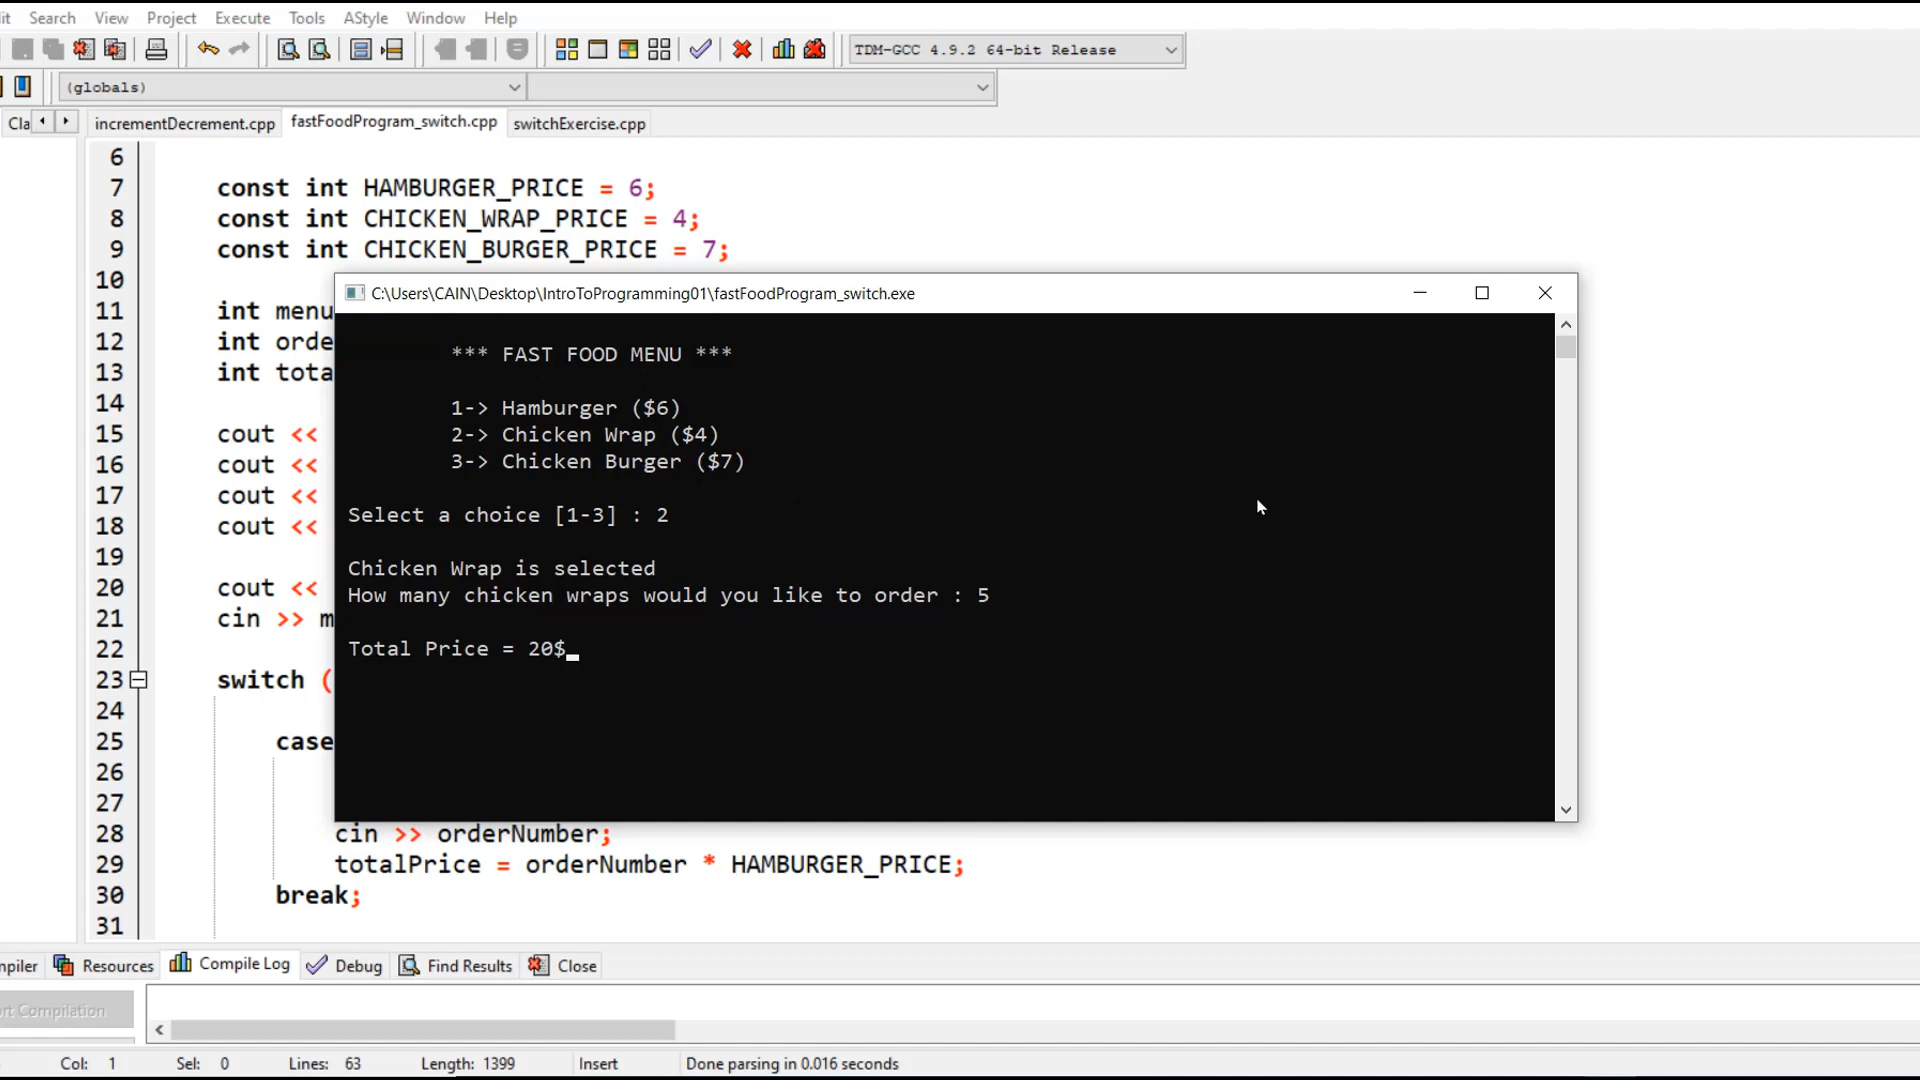 it Search View Project Execute Tools AStyle Window Help
TDM-GCC 4.9.2 64-bit Release
(globals)
Cla incrementDecrement.cpp fastFoodProgram_switch.cpp switchExercise.cpp
6
7 const int HAMBURGER_PRICE = 6;
8 const int CHICKEN_WRAP_PRICE = 4;
9 const int CHICKEN_BURGER_PRICE = 7;
10
11 int menu
12 int orde
13 int tota
14
15 cout <<
16 cout <<
17 cout <<
18 cout <<
19
20 cout <<
21 cin >> m
22
23 switch (
24
25 case
26
27
28 cin >> orderNumber;
29 totalPrice = orderNumber * HAMBURGER_PRICE;
30 break;
31
C:\Users\CAIN\Desktop\IntroToProgramming01\fastFoodProgram_switch.exe
*** FAST FOOD MENU ***
1-> Hamburger ($6)
2-> Chicken Wrap ($4)
3-> Chicken Burger ($7)
Select a choice [1-3] : 2
Chicken Wrap is selected
How many chicken wraps would you like to order : 5
Total Price = 20$
mpiler Resources Compile Log Debug Find Results Close
rt Compilation
Col: 1 Sel: 0 Lines: 63 Length: 1399 Insert Done parsing in 0.016 seconds